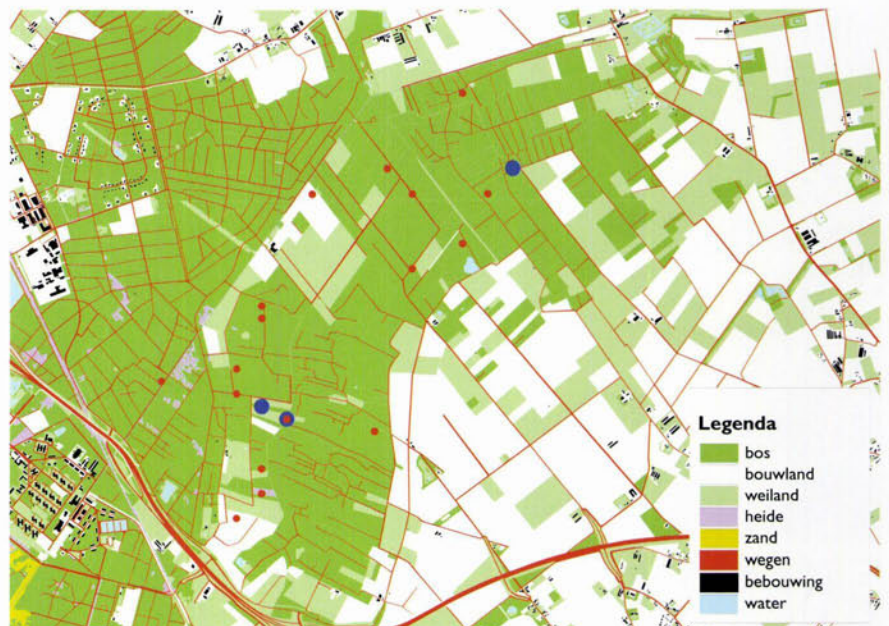 Legenda
bos
bouwland
weiland
heide
zand
wegen
bebouwing
water